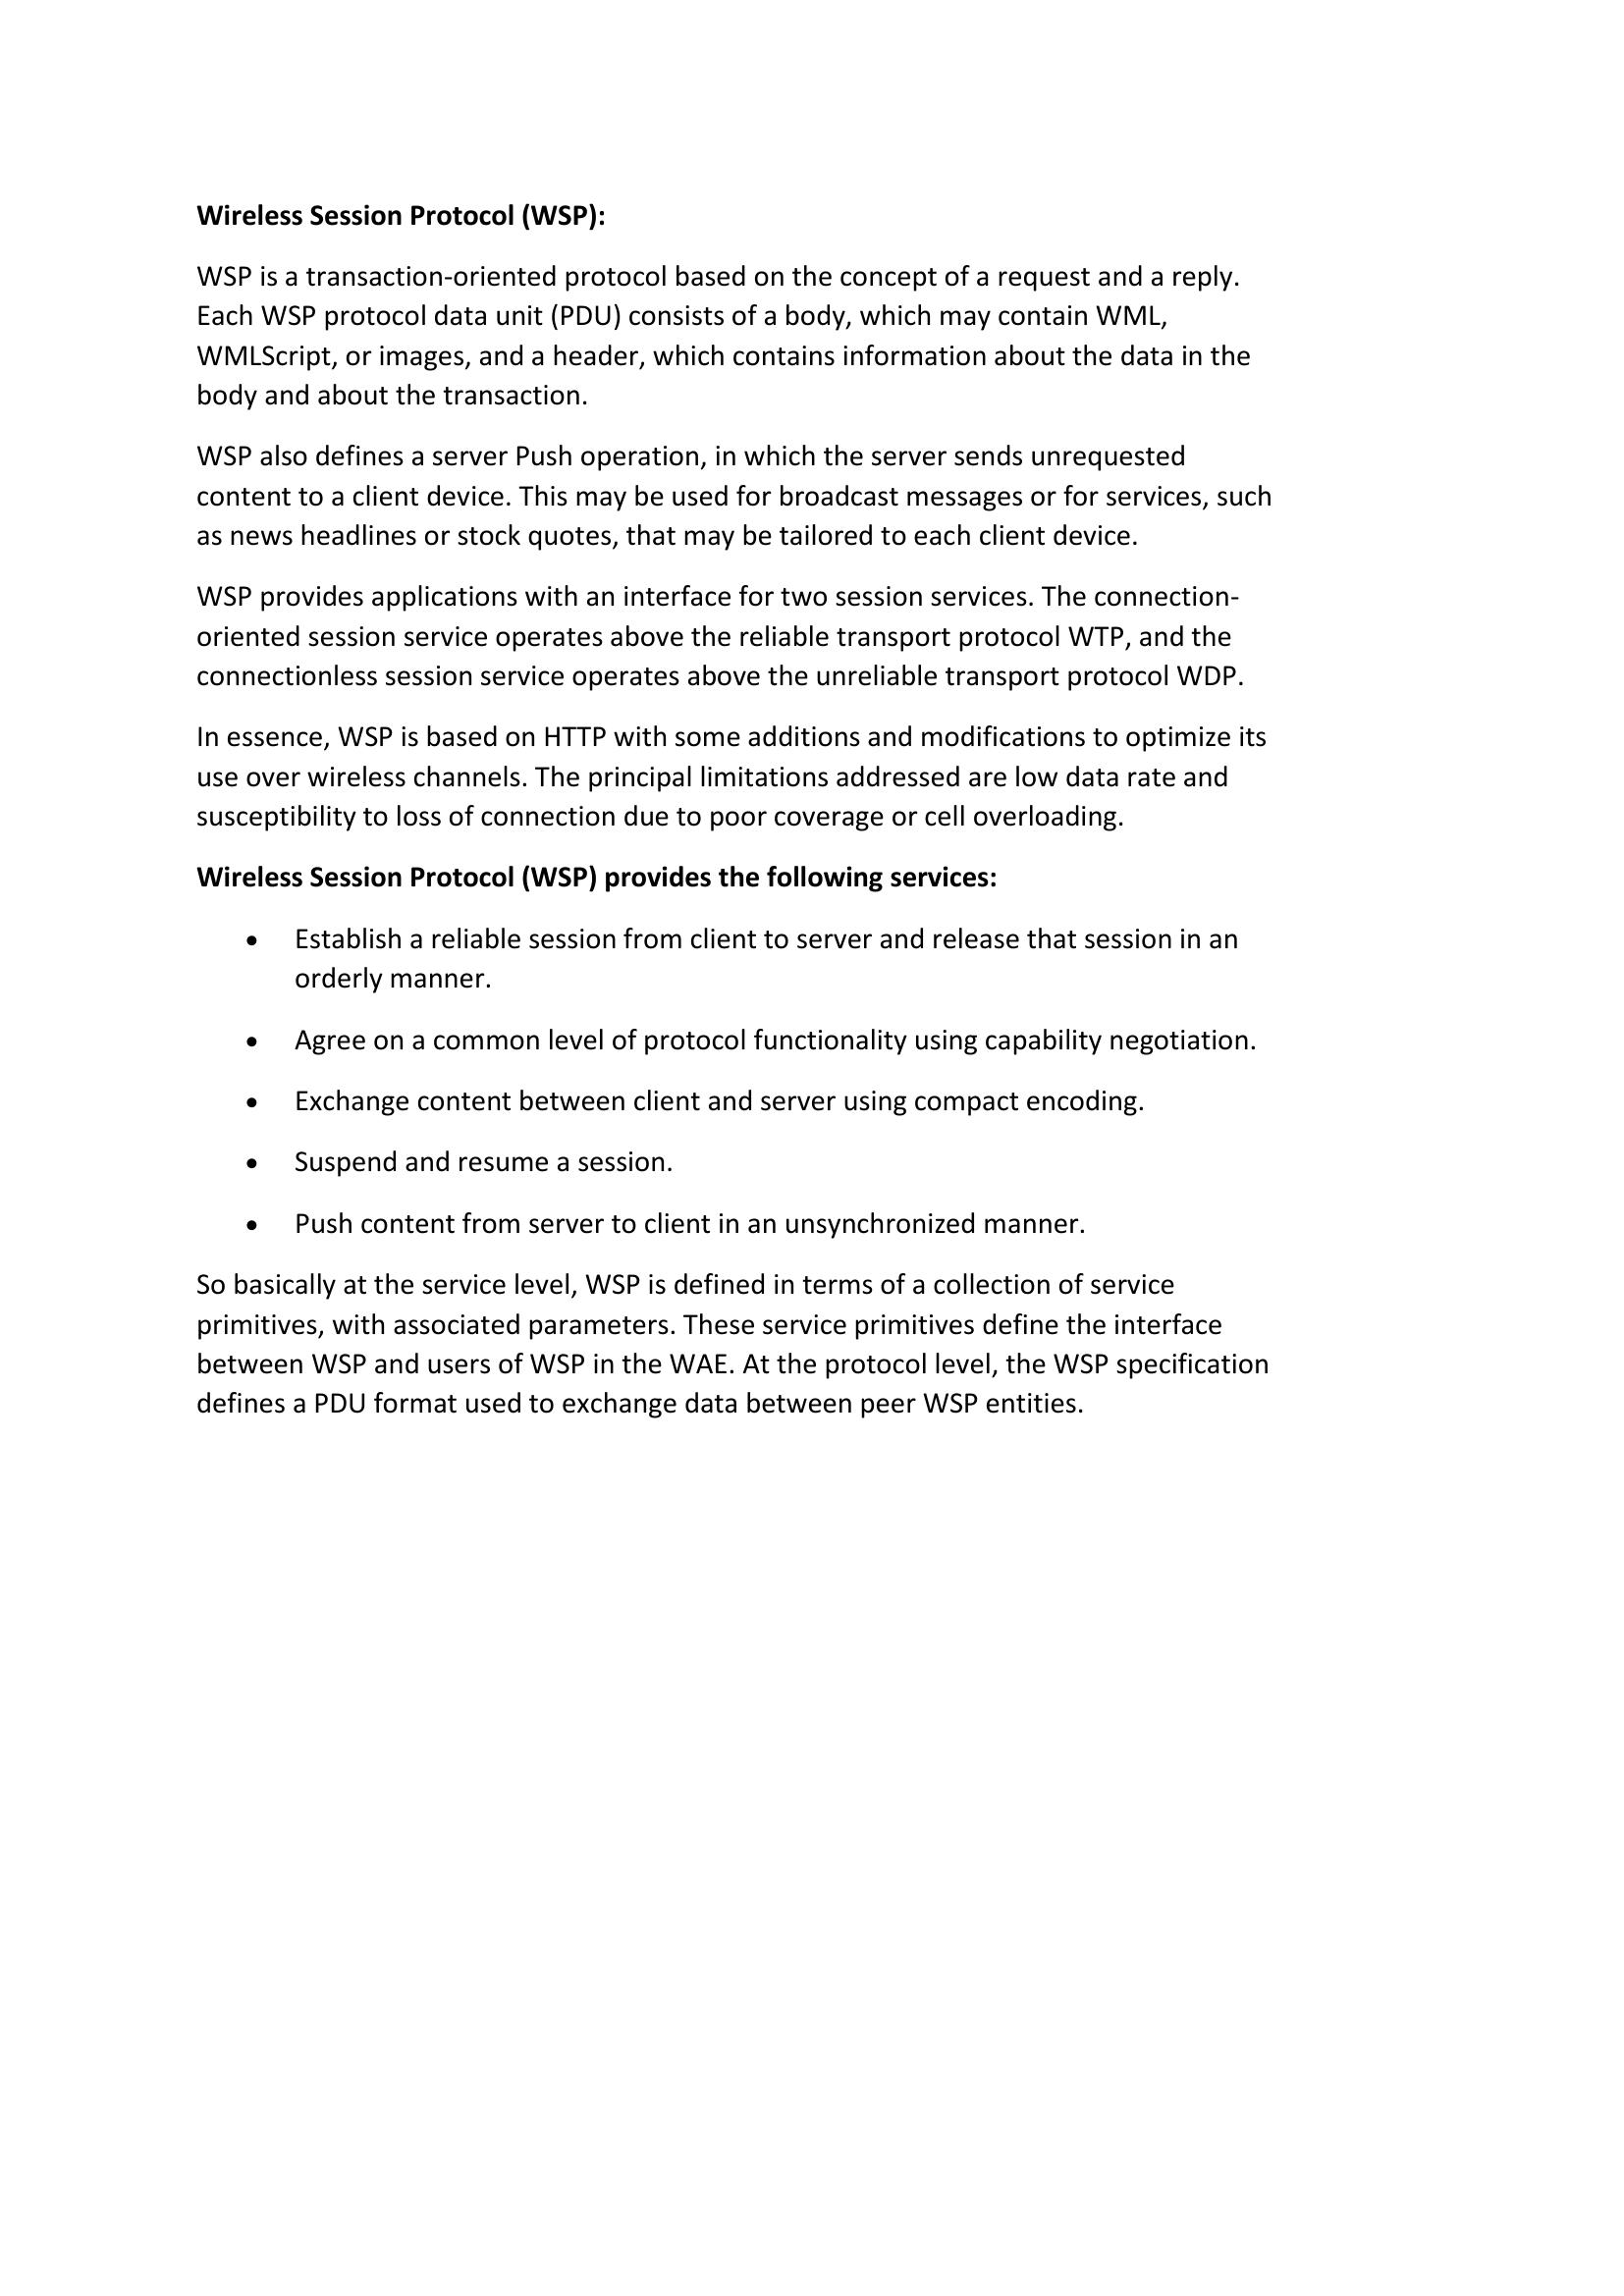 Wireless Session Protocol (WSP):
WSP is a transaction-oriented protocol based on the concept of a request and a reply.
Each WSP protocol data unit (PDU) consists of a body, which may contain WML,
WMLScript, or images, and a header, which contains information about the data in the
body and about the transaction.
WSP also defines a server Push operation, in which the server sends unrequested
content to a client device. This may be used for broadcast messages or for services, such
as news headlines or stock quotes, that may be tailored to each client device.
WSP provides applications with an interface for two session services. The connection-
oriented session service operates above the reliable transport protocol WTP, and the
connectionless session service operates above the unreliable transport protocol WDP.
In essence, WSP is based on HTTP with some additions and modifications to optimize its
use over wireless channels. The principal limitations addressed are low data rate and
susceptibility to loss of connection due to poor coverage or cell overloading.
Wireless Session Protocol (WSP) provides the following services:
• Establish a reliable session from client to server and release that session in an
orderly manner.
• Agree on a common level of protocol functionality using capability negotiation.
• Exchange content between client and server using compact encoding.
• Suspend and resume a session.
• Push content from server to client in an unsynchronized manner.
So basically at the service level, WSP is defined in terms of a collection of service
primitives, with associated parameters. These service primitives define the interface
between WSP and users of WSP in the WAE. At the protocol level, the WSP specification
defines a PDU format used to exchange data between peer WSP entities.